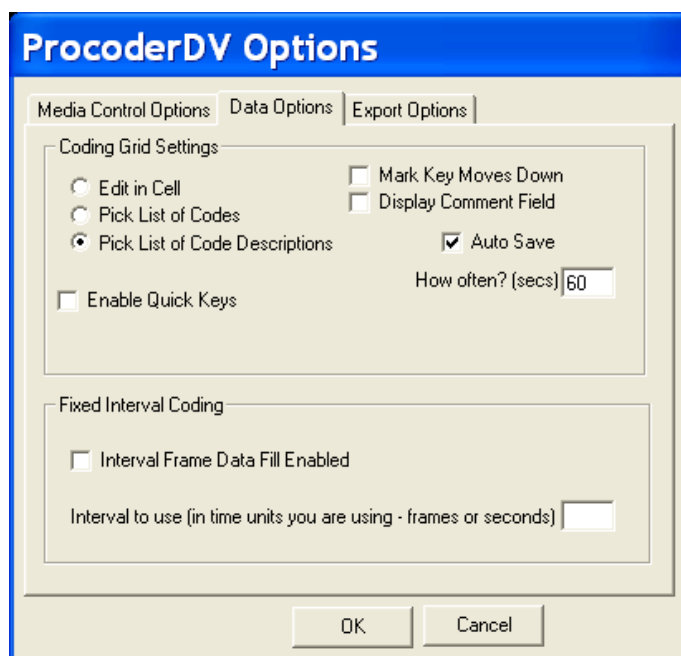 ProcoderDV Options
Media Control Options Data Options Export Options
Coding Grid Settings
Edit in Cell
Pick List of Codes
Pick List of Code Descriptions
Enable Quick Keys
Mark Key Moves Down
Display Comment Field
Auto Save
How often? (secs) 60
Fixed Interval Coding
Interval Frame Data Fill Enabled
Interval to use (in time units you are using - frames or seconds)
OK Cancel